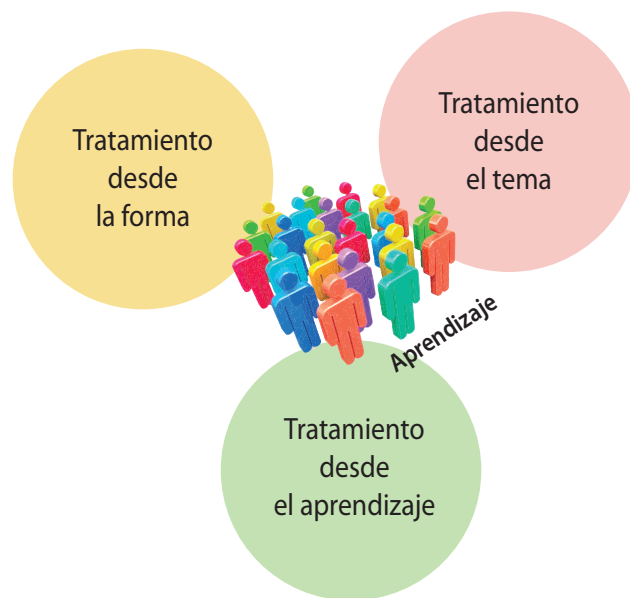 Tratamiento
desde
la forma
Tratamiento
desde
el tema
Aprendizaje
Tratamiento
desde
el aprendizaje